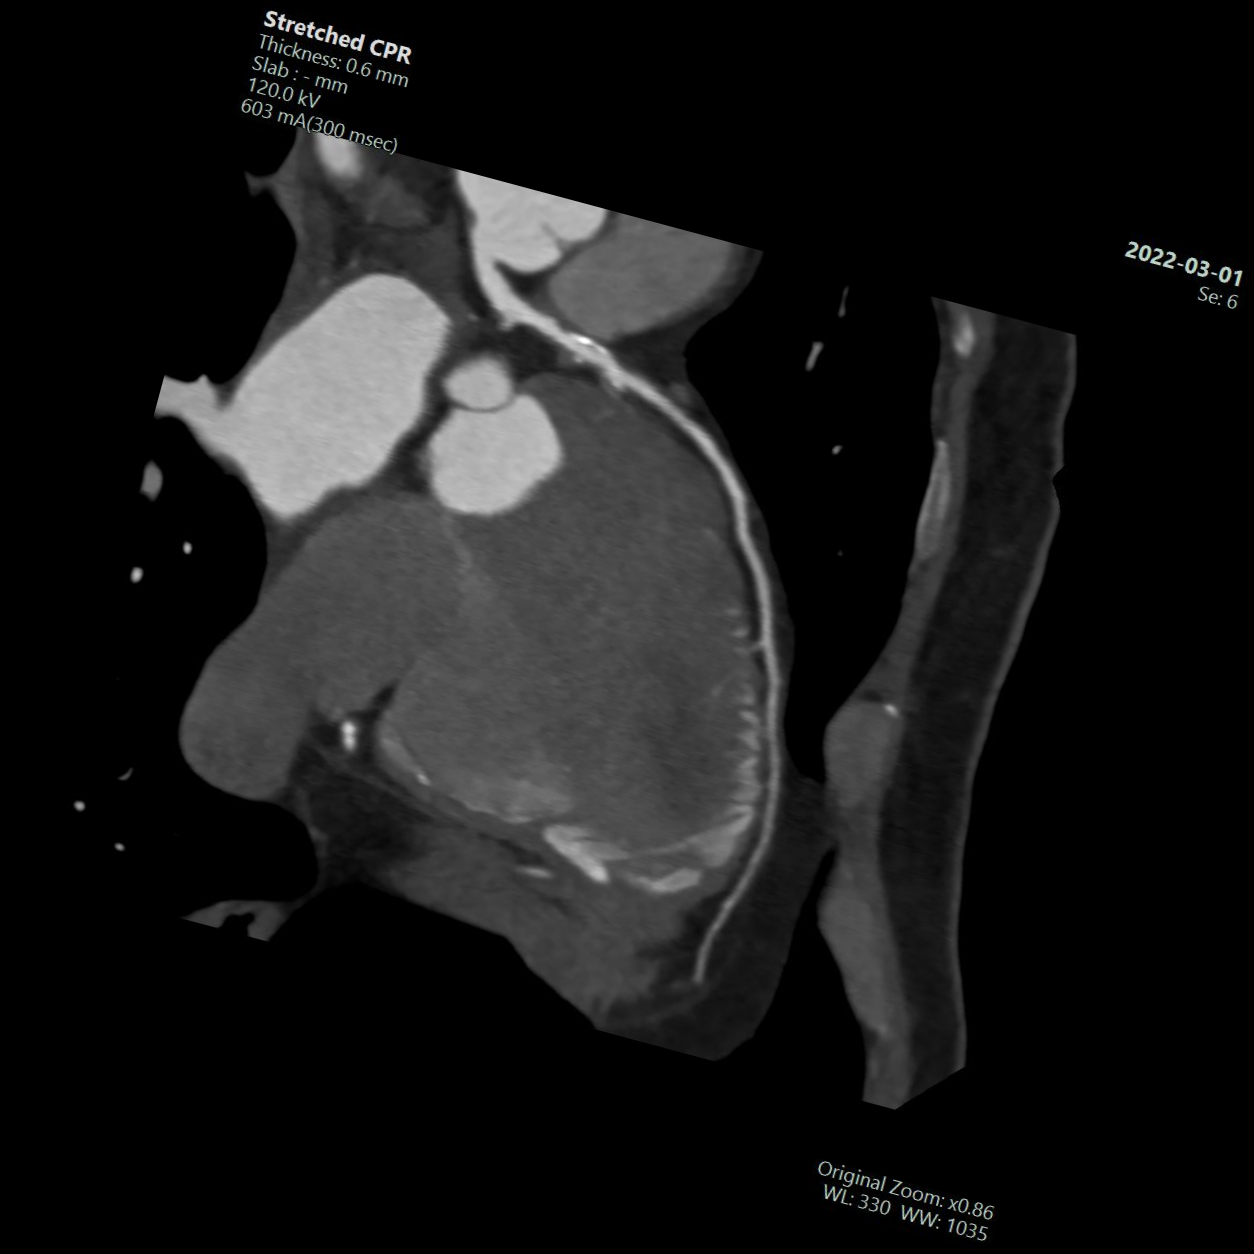 Stretched CPR
Thickness: 0.6 mm
Slab : - mm
120.0 kV
603 mA(300 msec)
2022-03-01
Se: 6
Original Zoom: x0.86
WL: 330 WW: 1035